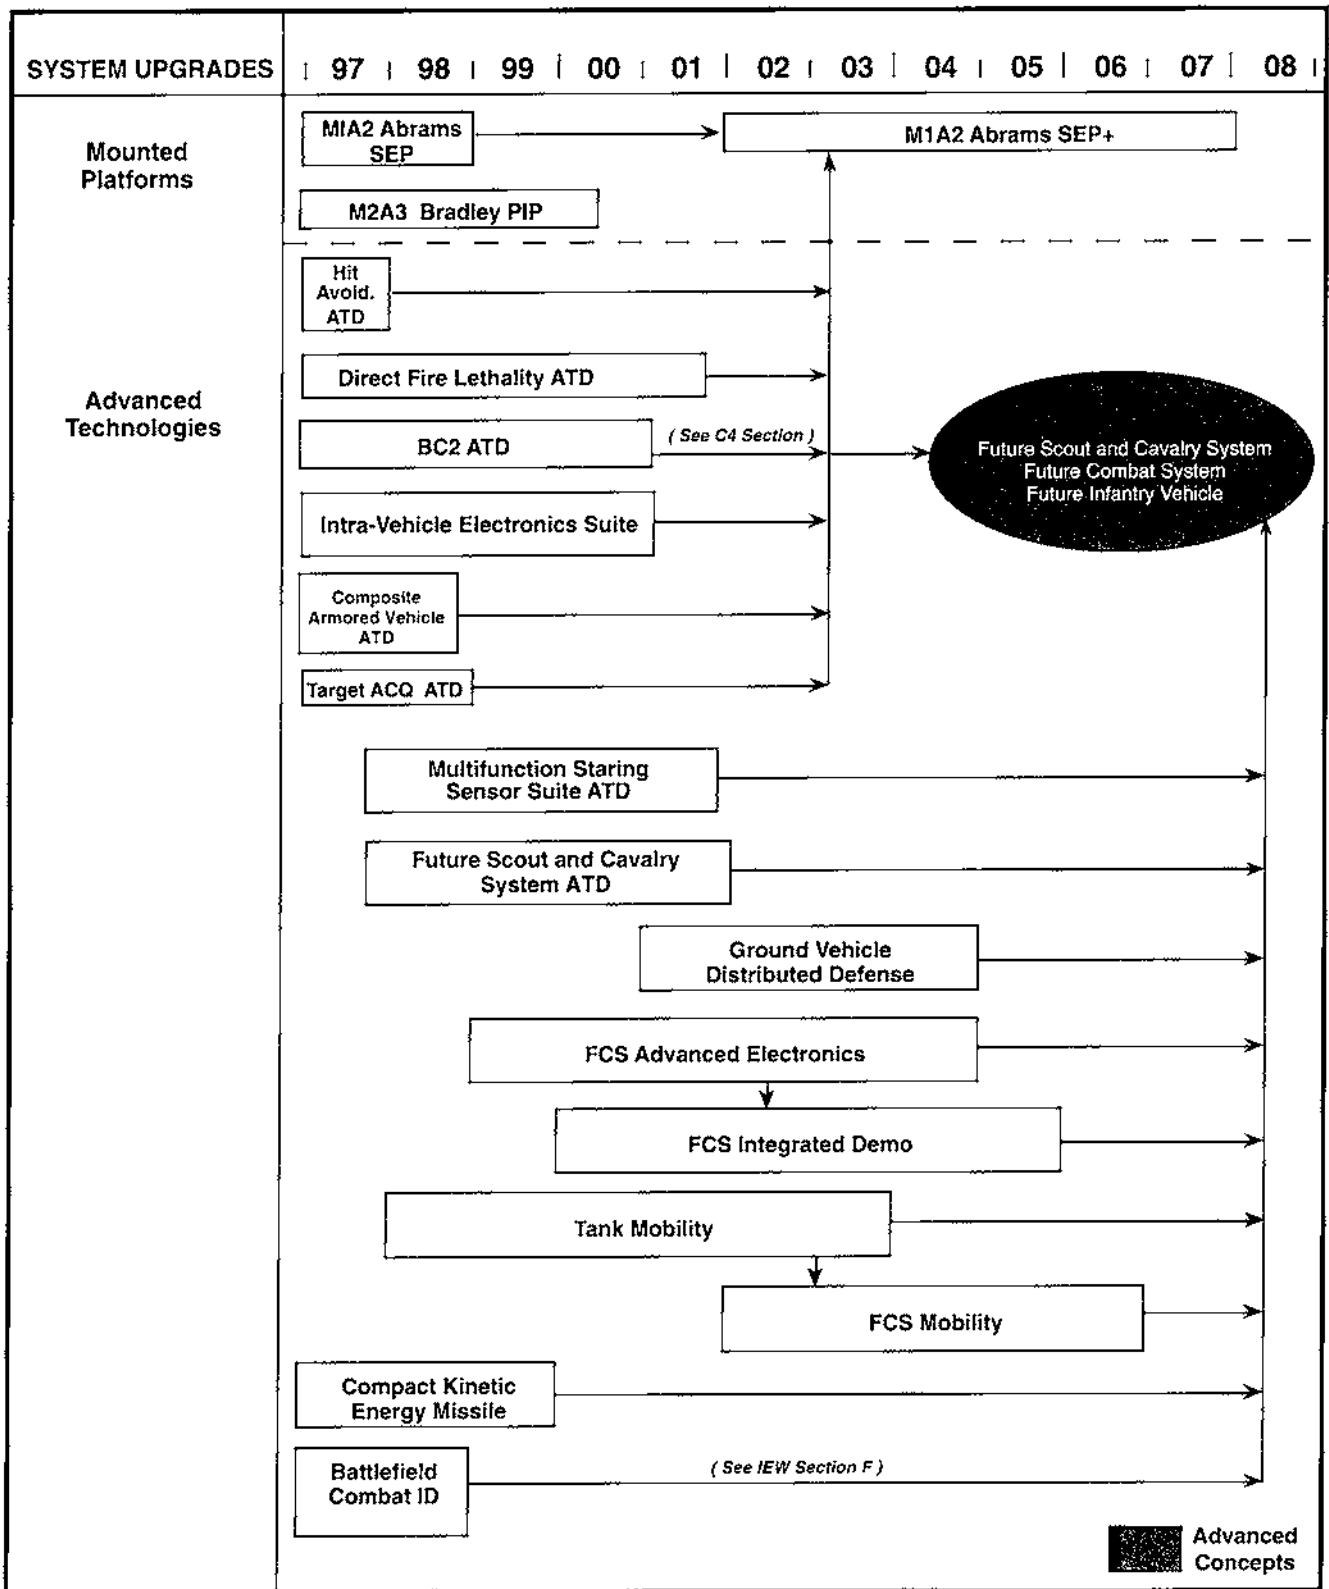 SYSTEM UPGRADES 97 98 99 00 01 02 03 04 05 06 07 08
Mounted
Platforms
MIA2 Abrams
SEP
M1A2 Abrams SEP+
M2A3 Bradley PIP
Advanced
Technologies
Hit
Avoid.
ATD
Direct Fire Lethality ATD
BC2 ATD
( See C4 Section )
Future Scout and Cavalry System
Future Combat System
Future Infantry Vehicle
Intra-Vehicle Electronics Suite
Composite
Armored Vehicle
ATD
Target ACQ ATD
Multifunction Staring
Sensor Suite ATD
Future Scout and Cavalry
System ATD
Ground Vehicle
Distributed Defense
FCS Advanced Electronics
FCS Integrated Demo
Tank Mobility
FCS Mobility
Compact Kinetic
Energy Missile
Battlefield
Combat ID
( See IEW Section F )
Advanced
Concepts